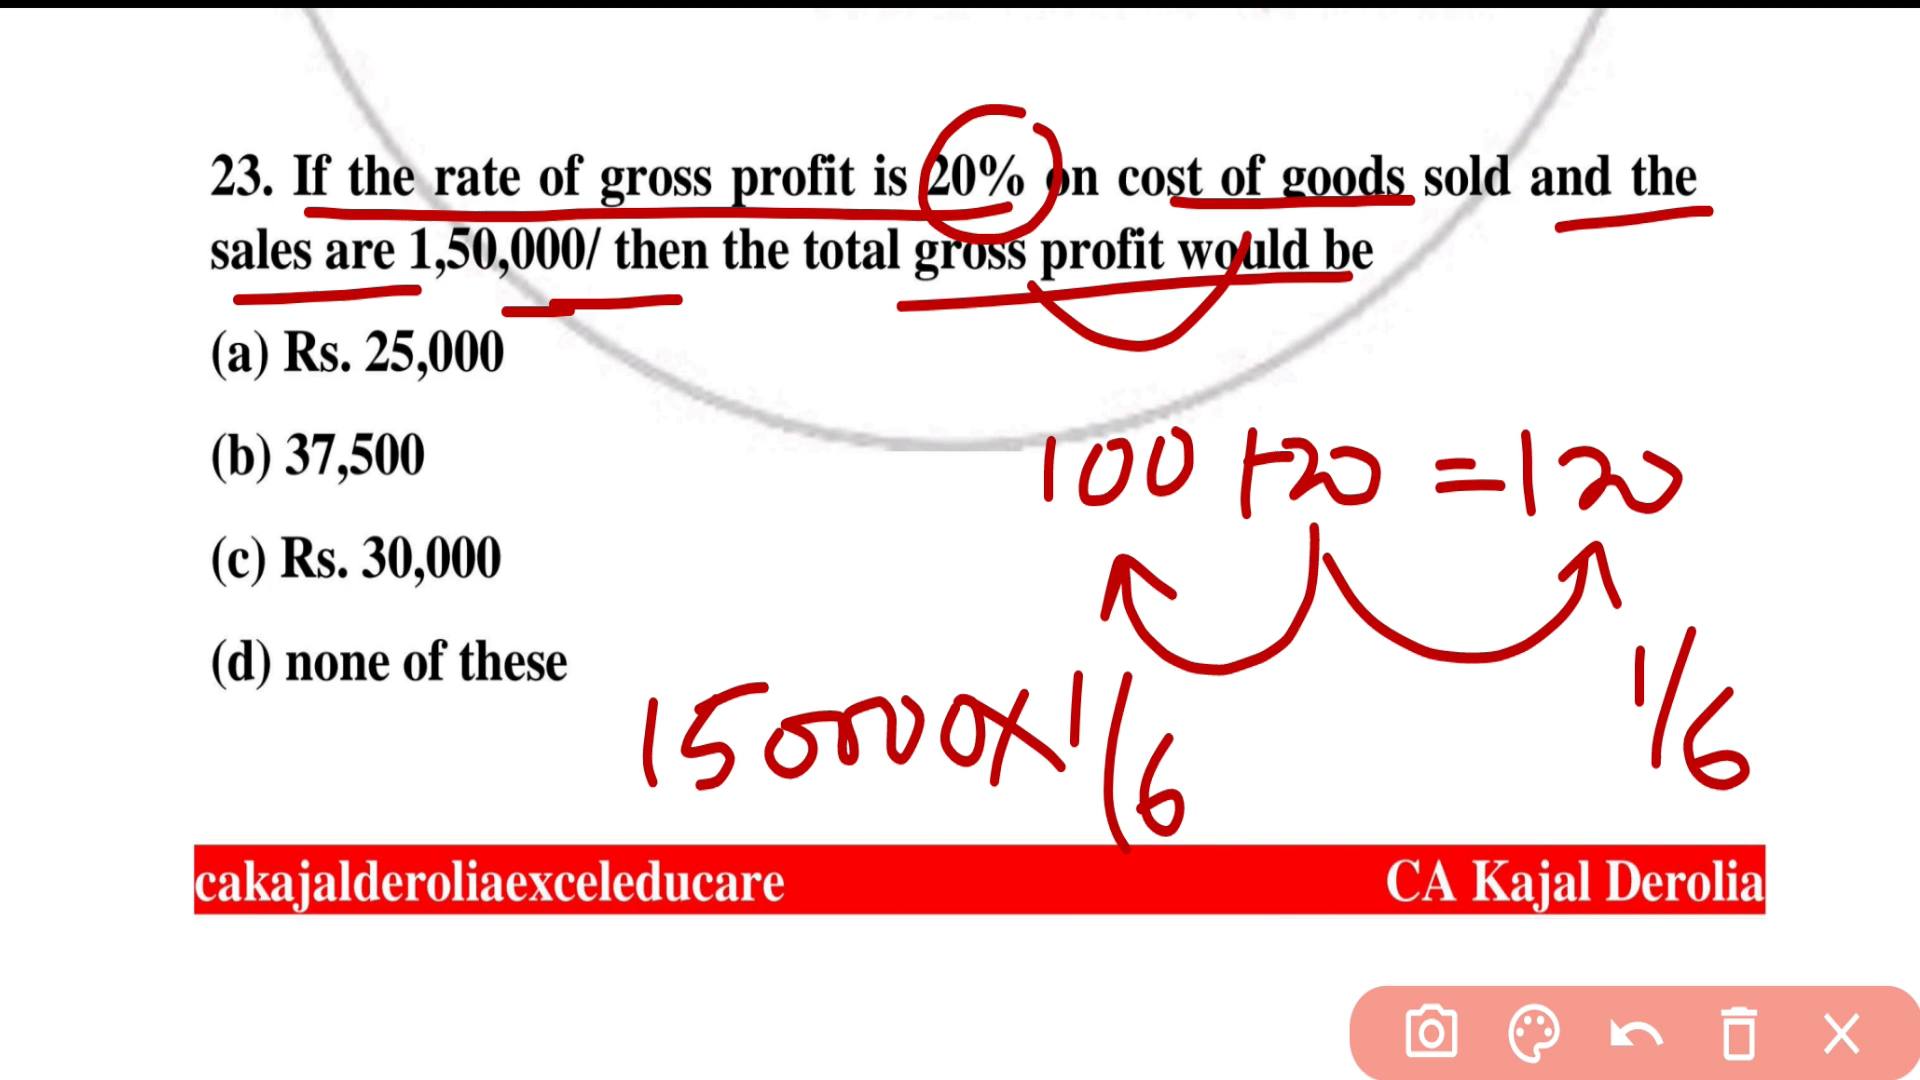 23. If the rate of gross profit is 20% on cost of goods sold and the
sales are 1,50,000/ then the total gross profit would be
(a) Rs. 25,000
(b) 37,500
(c) Rs. 30,000
(d) none of these
100 +20 = 120
1/6
150000 X 1/6
cakajalderoliaexceleducare
CA Kajal Derolia